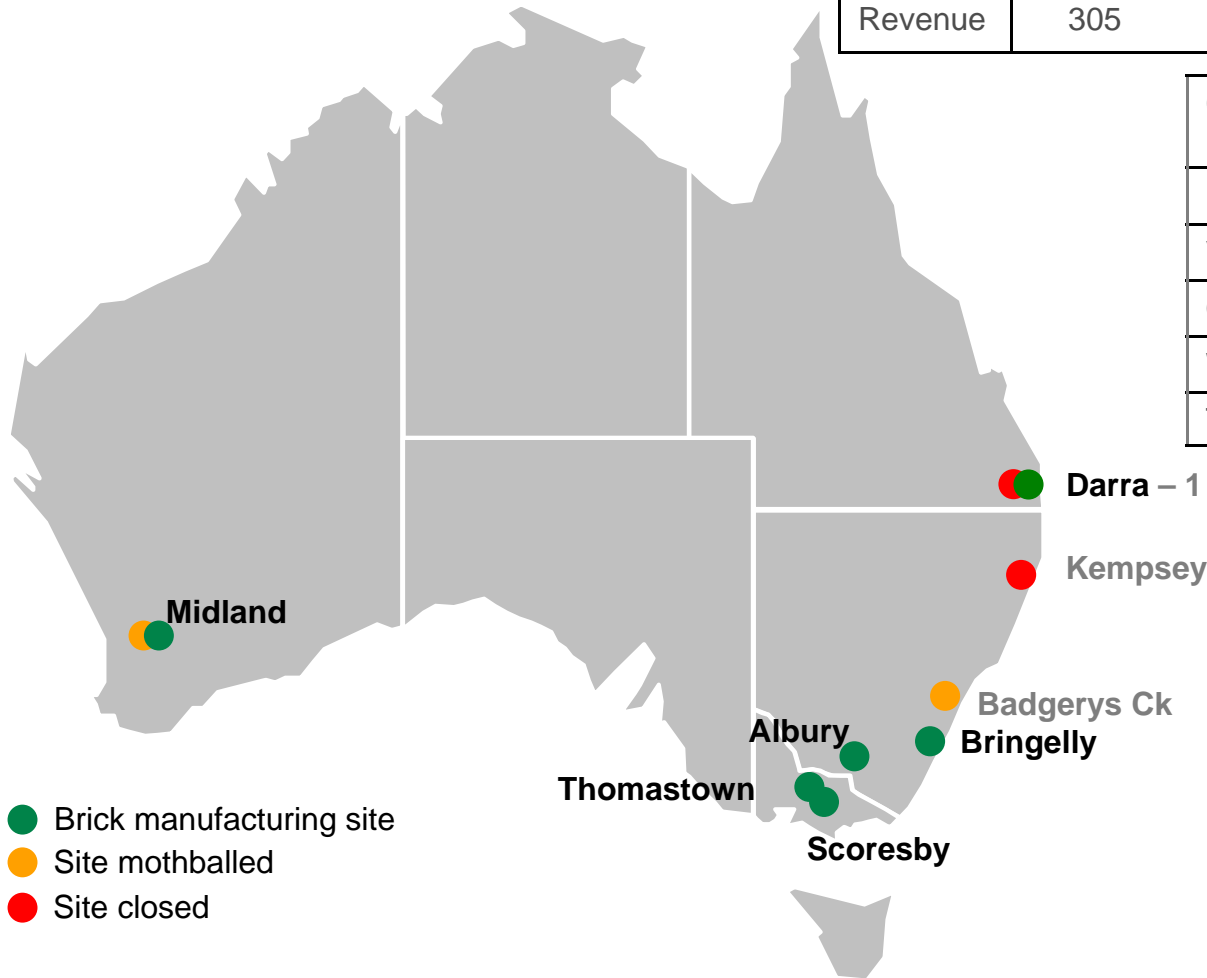 Revenue 305
Darra – 1
Kempsey
Midland
Badgerys Ck
Albury
Bringelly
Thomastown
Scoresby
Brick manufacturing site
Site mothballed
Site closed